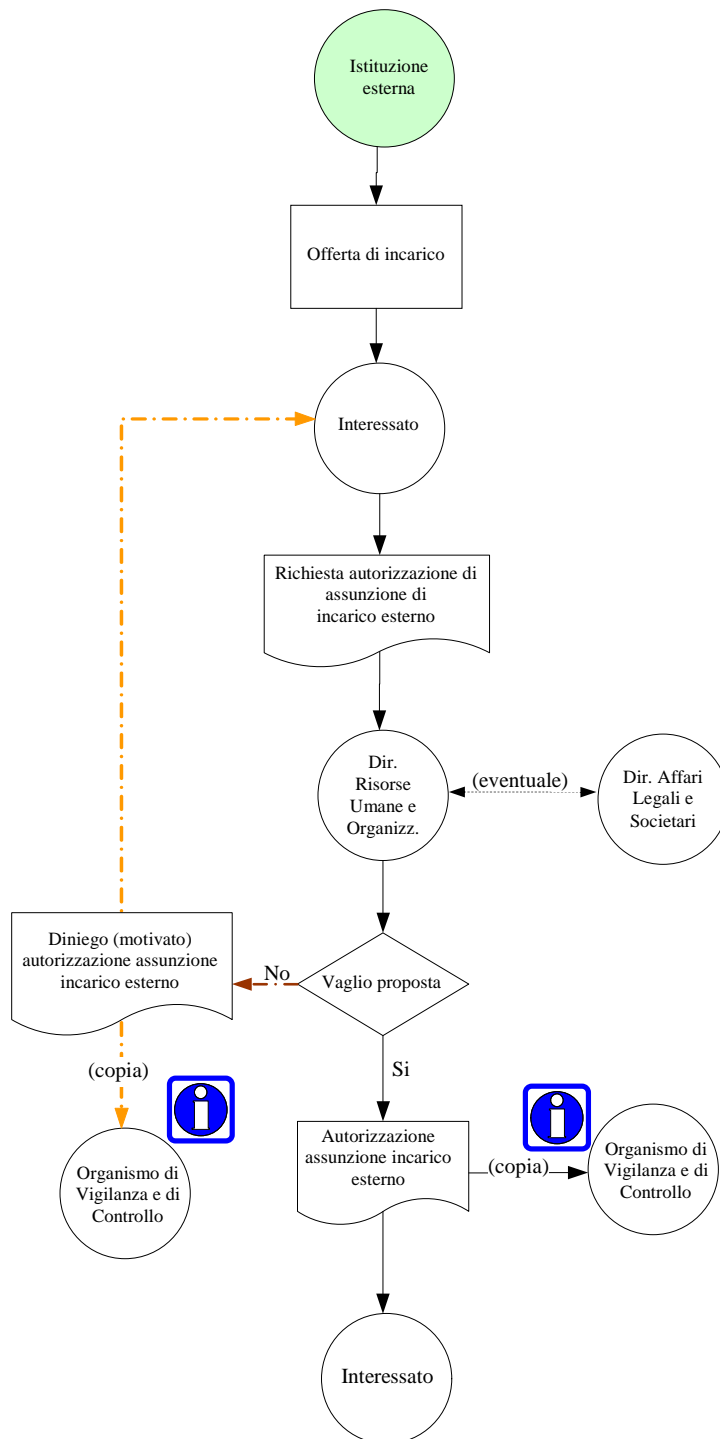 Istituzione
esterna
Offerta di incarico
Interessato
Richiesta autorizzazione di
assunzione di
incarico esterno
Dir.
Risorse
Umane e
Organizz.
(eventuale)
Dir. Affari
Legali e
Societari
Diniego (motivato)
autorizzazione assunzione
incarico esterno
No
Vaglio proposta
(copia)
Si
Organismo di
Vigilanza e di
Controllo
Autorizzazione
assunzione incarico
esterno
(copia)
Organismo di
Vigilanza e di
Controllo
Interessato